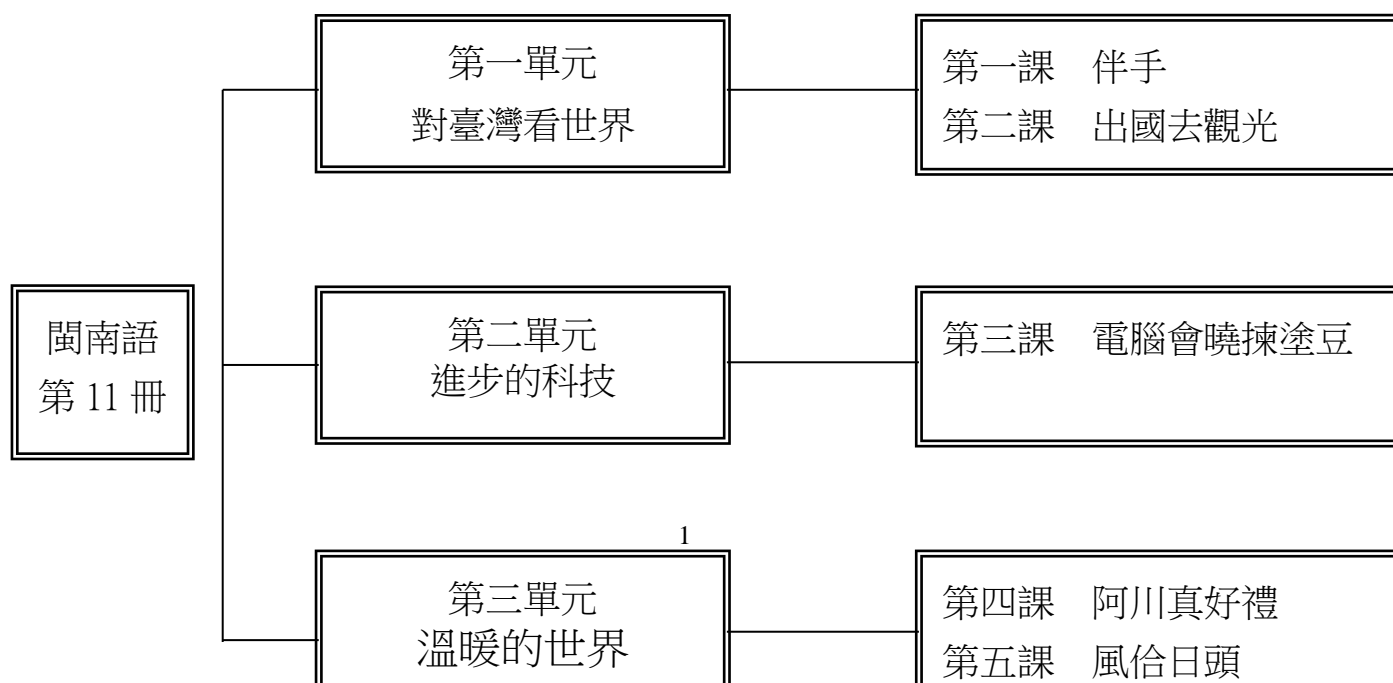 第一單元
對臺灣看世界
第一課　伴手
第二課　出國去觀光
閩南語
第 11 冊
第二單元
進步的科技
第三課　電腦會曉揀塗豆
1
第三單元
溫暖的世界
第四課　阿川真好禮
第五課　風佮日頭